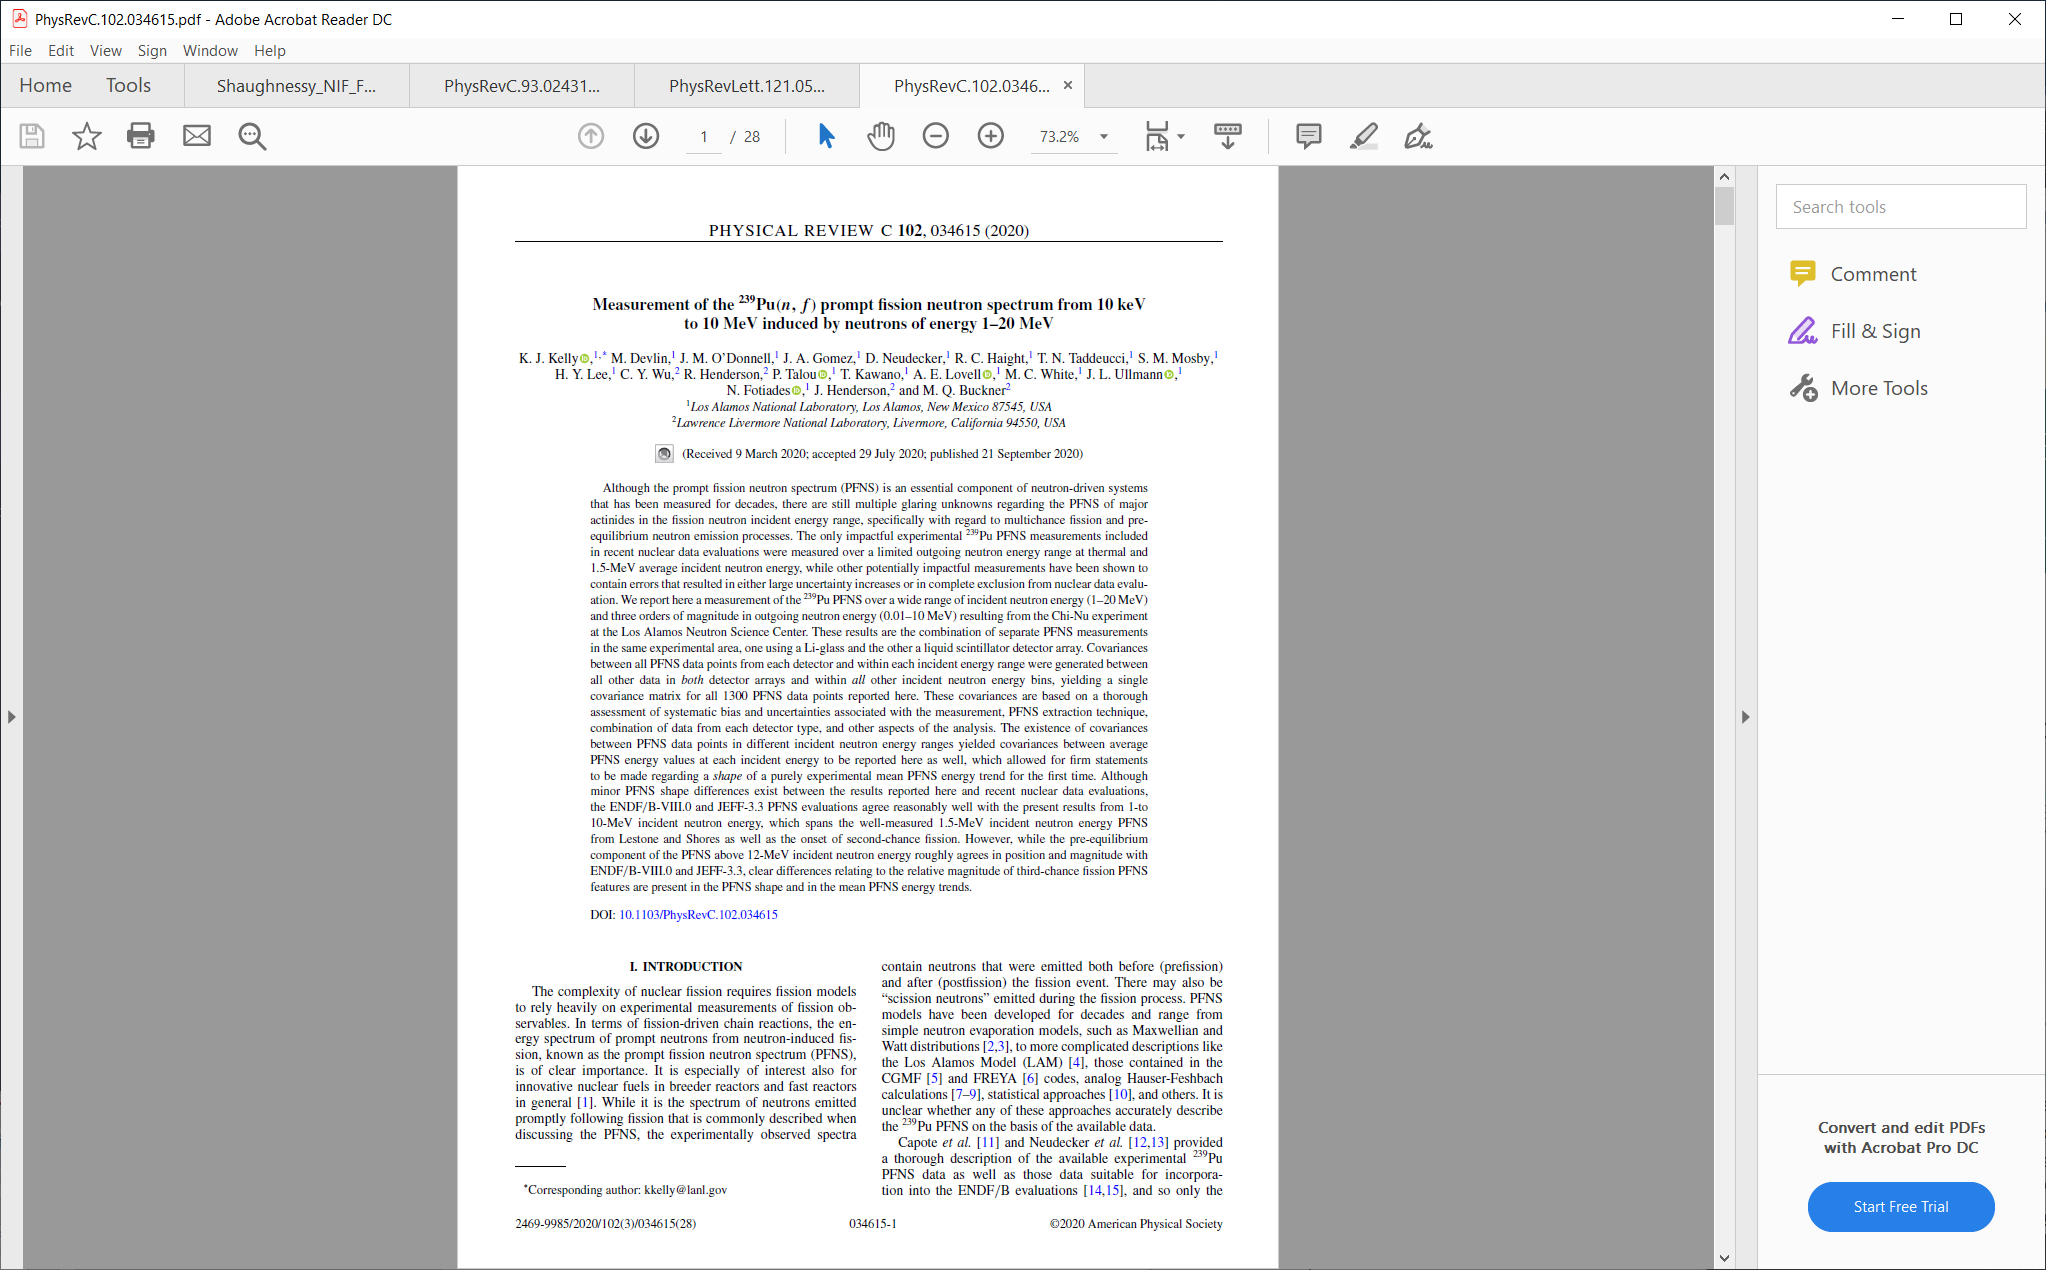 PhysRevC.102.034615.pdf - Adobe Acrobat Reader DC
File Edit View Sign Window Help
Home Tools Shaughnessy_NIF_F... PhysRevC.93.02431... PhysRevLett.121.05... PhysRevC.102.0346... ×
1 / 28 73.2%
PHYSICAL REVIEW C 102, 034615 (2020)
Measurement of the 239Pu(n, f) prompt fission neutron spectrum from 10 keV
to 10 MeV induced by neutrons of energy 1–20 MeV
K. J. Kelly,1,* M. Devlin,1 J. M. O'Donnell,1 J. A. Gomez,1 D. Neudecker,1 R. C. Haight,1 T. N. Taddeucci,1 S. M. Mosby,1
H. Y. Lee,1 C. Y. Wu,2 R. Henderson,2 P. Talou,1 T. Kawano,1 A. E. Lovell,1 M. C. White,1 J. L. Ullmann,1
N. Fotiades,1 J. Henderson,2 and M. Q. Buckner2
1Los Alamos National Laboratory, Los Alamos, New Mexico 87545, USA
2Lawrence Livermore National Laboratory, Livermore, California 94550, USA
(Received 9 March 2020; accepted 29 July 2020; published 21 September 2020)
Although the prompt fission neutron spectrum (PFNS) is an essential component of neutron-driven systems
that has been measured for decades, there are still multiple glaring unknowns regarding the PFNS of major
actinides in the fission neutron incident energy range, specifically with regard to multichance fission and pre-
equilibrium neutron emission processes. The only impactful experimental 239Pu PFNS measurements included
in recent nuclear data evaluations were measured over a limited outgoing neutron energy range at thermal and
1.5-MeV average incident neutron energy, while other potentially impactful measurements have been shown to
contain errors that resulted in either large uncertainty increases or in complete exclusion from nuclear data evalu-
ation. We report here a measurement of the 239Pu PFNS over a wide range of incident neutron energy (1–20 MeV)
and three orders of magnitude in outgoing neutron energy (0.01–10 MeV) resulting from the Chi-Nu experiment
at the Los Alamos Neutron Science Center. These results are the combination of separate PFNS measurements
in the same experimental area, one using a Li-glass and the other a liquid scintillator detector array. Covariances
between all PFNS data points from each detector and within each incident energy range were generated between
all other data in both detector arrays and within all other incident neutron energy bins, yielding a single
covariance matrix for all 1300 PFNS data points reported here. These covariances are based on a thorough
assessment of systematic bias and uncertainties associated with the measurement, PFNS extraction technique,
combination of data from each detector type, and other aspects of the analysis. The existence of covariances
between PFNS data points in different incident neutron energy ranges yielded covariances between average
PFNS energy values at each incident energy to be reported here as well, which allowed for firm statements
to be made regarding a shape of a purely experimental mean PFNS energy trend for the first time. Although
minor PFNS shape differences exist between the results reported here and recent nuclear data evaluations,
the ENDF/B-VIII.0 and JEFF-3.3 PFNS evaluations agree reasonably well with the present results from 1-to
10-MeV incident neutron energy, which spans the well-measured 1.5-MeV incident neutron energy PFNS
from Lestone and Shores as well as the onset of second-chance fission. However, while the pre-equilibrium
component of the PFNS above 12-MeV incident neutron energy roughly agrees in position and magnitude with
ENDF/B-VIII.0 and JEFF-3.3, clear differences relating to the relative magnitude of third-chance fission PFNS
features are present in the PFNS shape and in the mean PFNS energy trends.
DOI: 10.1103/PhysRevC.102.034615
I. INTRODUCTION
The complexity of nuclear fission requires fission models
to rely heavily on experimental measurements of fission ob-
servables. In terms of fission-driven chain reactions, the en-
ergy spectrum of prompt neutrons from neutron-induced fis-
sion, known as the prompt fission neutron spectrum (PFNS),
is of clear importance. It is especially of interest also for
innovative nuclear fuels in breeder reactors and fast reactors
in general [1]. While it is the spectrum of neutrons emitted
promptly following fission that is commonly described when
discussing the PFNS, the experimentally observed spectra
*Corresponding author: kkelly@lanl.gov
contain neutrons that were emitted both before (prefission)
and after (postfission) the fission event. There may also be
“scission neutrons” emitted during the fission process. PFNS
models have been developed for decades and range from
simple neutron evaporation models, such as Maxwellian and
Watt distributions [2,3], to more complicated descriptions like
the Los Alamos Model (LAM) [4], those contained in the
CGMF [5] and FREYA [6] codes, analog Hauser-Feshbach
calculations [7–9], statistical approaches [10], and others. It is
unclear whether any of these approaches accurately describe
the 239Pu PFNS on the basis of the available data.
Capote et al. [11] and Neudecker et al. [12,13] provided
a thorough description of the available experimental 239Pu
PFNS data as well as those data suitable for incorpora-
tion into the ENDF/B evaluations [14,15], and so only the
2469-9985/2020/102(3)/034615(28) 034615-1 ©2020 American Physical Society
Search tools
Comment
Fill & Sign
More Tools
Convert and edit PDFs
with Acrobat Pro DC
Start Free Trial